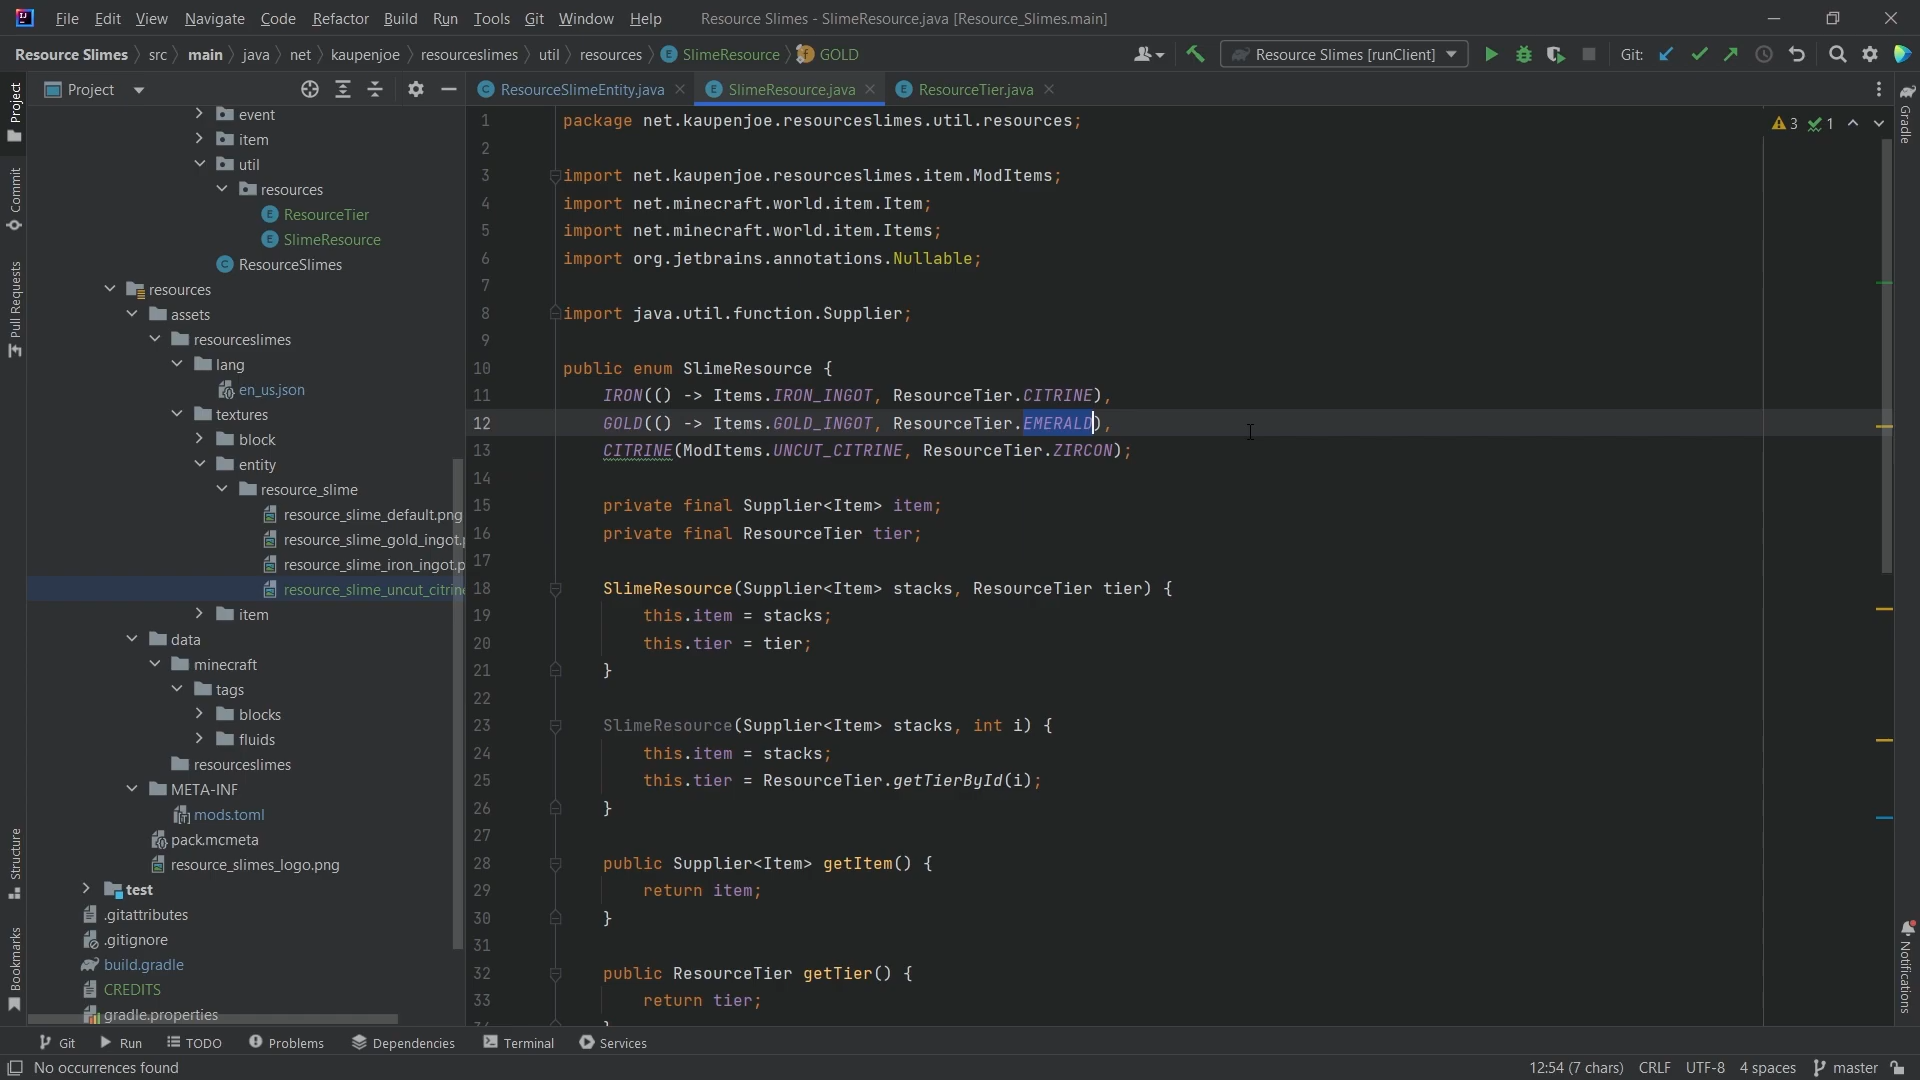 File Edit View Navigate Code Refactor Build Run Tools Git Window Help Resource Slimes - SlimeResource.java [Resource_Slimes.main]
Resource Slimes src main java net kaupenjoe resourceslimes util resources SlimeResource GOLD Resource Slimes [runClient] Git:
Project
ResourceSlimeEntity.java SlimeResource.java ResourceTier.java
Project
Commit
Pull Requests
Structure
Bookmarks
event
item
util
resources
ResourceTier
SlimeResource
ResourceSlimes
resources
assets
resourceslimes
lang
en_us.json
textures
block
entity
resource_slime
resource_slime_default.png
resource_slime_gold_ingot.
resource_slime_iron_ingot.p
resource_slime_uncut_citrine
item
data
minecraft
tags
blocks
fluids
resourceslimes
META-INF
mods.toml
pack.mcmeta
resource_slimes_logo.png
test
.gitattributes
.gitignore
build.gradle
CREDITS
gradle.properties
3 1
1 package net.kaupenjoe.resourceslimes.util.resources;
2
3 import net.kaupenjoe.resourceslimes.item.ModItems;
4 import net.minecraft.world.item.Item;
5 import net.minecraft.world.item.Items;
6 import org.jetbrains.annotations.Nullable;
7
8 import java.util.function.Supplier;
9
10 public enum SlimeResource {
11 IRON(() -> Items.IRON_INGOT, ResourceTier.CITRINE),
12 GOLD(() -> Items.GOLD_INGOT, ResourceTier.EMERALD),
13 CITRINE(ModItems.UNCUT_CITRINE, ResourceTier.ZIRCON);
14
15 private final Supplier<Item> item;
16 private final ResourceTier tier;
17
18 SlimeResource(Supplier<Item> stacks, ResourceTier tier) {
19 this.item = stacks;
20 this.tier = tier;
21 }
22
23 SlimeResource(Supplier<Item> stacks, int i) {
24 this.item = stacks;
25 this.tier = ResourceTier.getTierById(i);
26 }
27
28 public Supplier<Item> getItem() {
29 return item;
30 }
31
32 public ResourceTier getTier() {
33 return tier;
}
Gradle
Notifications
Git Run TODO Problems Dependencies Terminal Services
No occurrences found 12:54 (7 chars) CRLF UTF-8 4 spaces master